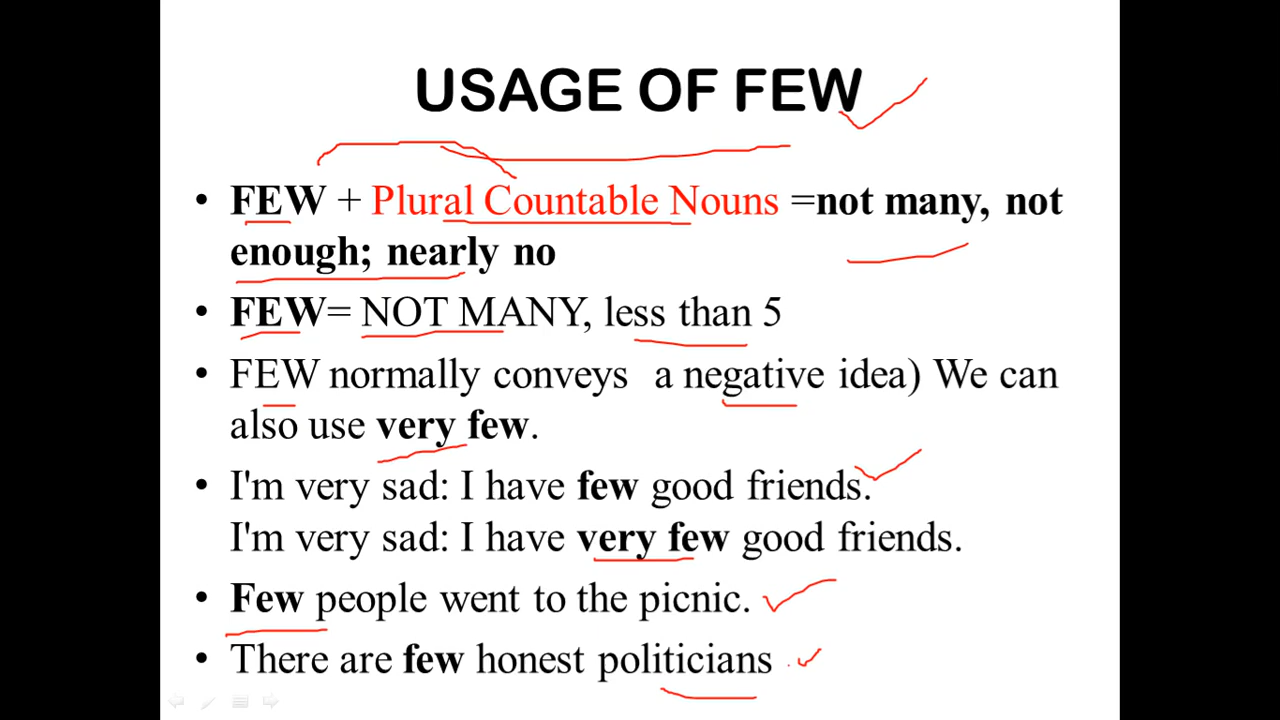 USAGE OF FEW
• FEW + Plural Countable Nouns =not many, not
enough; nearly no
• FEW= NOT MANY, less than 5
• FEW normally conveys a negative idea) We can
also use very few.
• I'm very sad: I have few good friends.
I'm very sad: I have very few good friends.
• Few people went to the picnic.
• There are few honest politicians